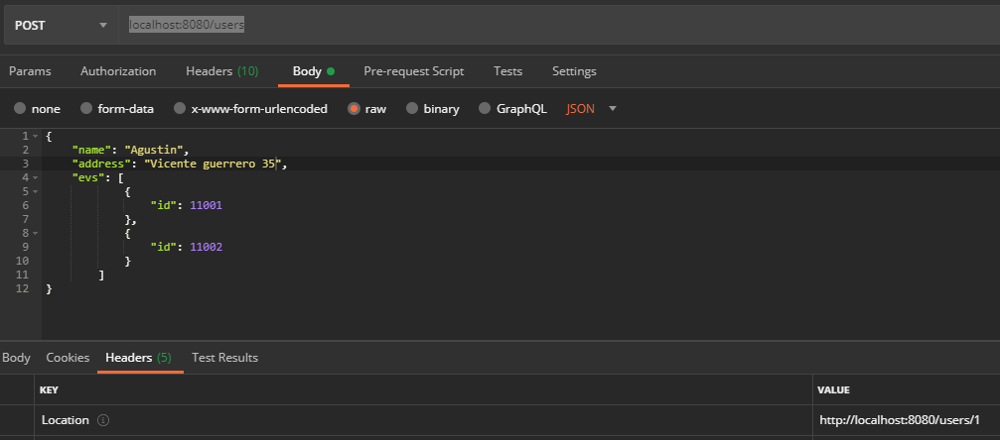 POST localhost:8080/users
Params Authorization Headers (10) Body Pre-request Script Tests Settings
none form-data x-www-form-urlencoded raw binary GraphQL JSON
1 {
2 "name": "Agustin",
3 "address": "Vicente guerrero 35",
4 "evs": [
5 {
6 "id": 11001
7 },
8 {
9 "id": 11002
10 }
11 ]
12 }
Body Cookies Headers (5) Test Results
KEY VALUE
Location http://localhost:8080/users/1